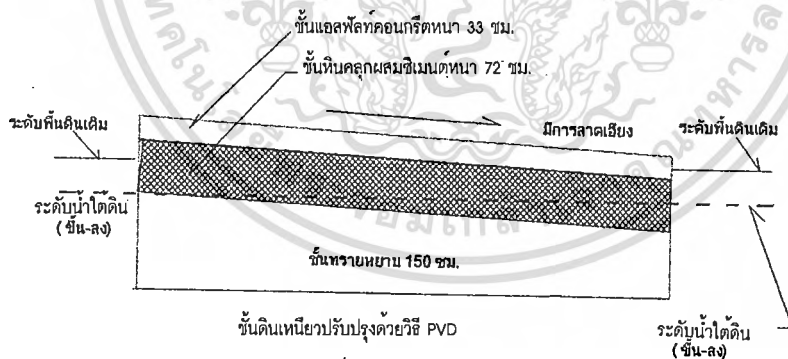 ชั้นแอสฟัลท์คอนกรีตหนา 33 ซม.
ชั้นหินคลุกผสมซีเมนต์หนา 72 ซม.
มีการลาดเอียง
ระดับพื้นดินเดิม
ระดับพื้นดินเดิม
ระดับน้ำใต้ดิน
(ขึ้น-ลง)
ชั้นทรายหยาบ 150 ซม.
ชั้นดินเหนียวปรับปรุงด้วยวิธี PVD
ระดับน้ำใต้ดิน
(ขึ้น-ลง)